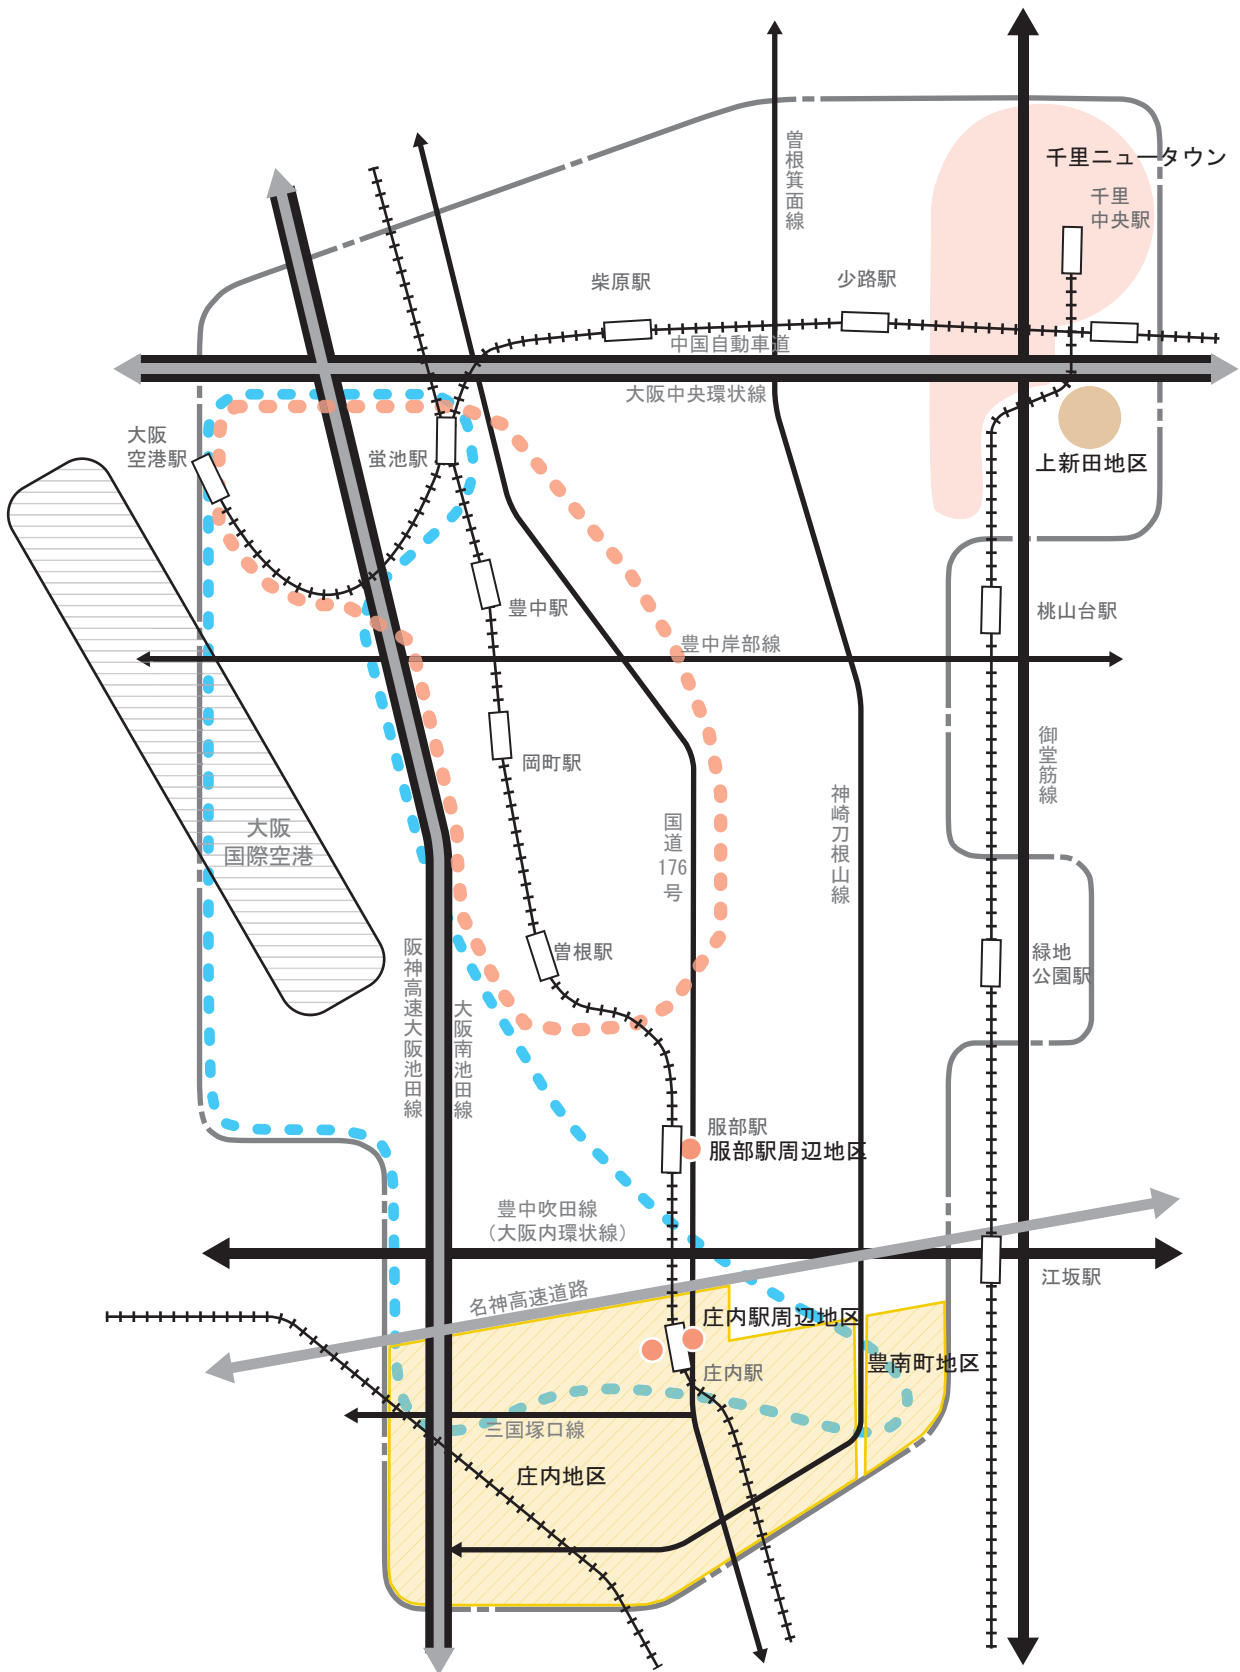 曽根箕面線
千里ニュータウン
千里
中央駅
柴原駅
少路駅
中国自動車道
大阪中央環状線
大阪
空港駅
蛍池駅
上新田地区
豊中駅
桃山台駅
豊中岸部線
岡町駅
御堂筋線
神崎刀根山線
国道176号
大阪
国際空港
曽根駅
緑地
公園駅
阪神高速大阪池田線
大阪南池田線
服部駅
服部駅周辺地区
豊中吹田線
（大阪内環状線）
江坂駅
名神高速道路
庄内駅周辺地区
豊南町地区
庄内駅
三国塚口線
庄内地区